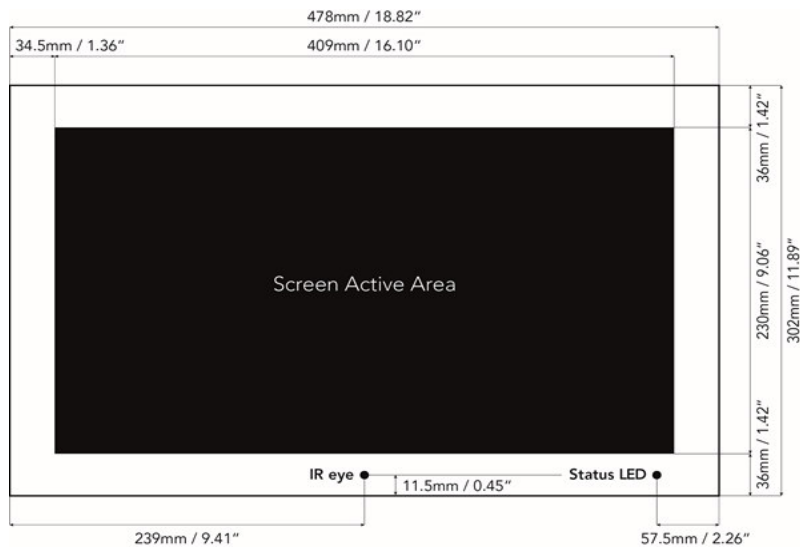 478mm / 18.82“
34.5mm / 1.36“
409mm / 16.10“
36mm / 1.42“
Screen Active Area
230mm / 9.06“
302mm / 11.89“
36mm / 1.42“
IR eye
Status LED
11.5mm / 0.45“
239mm / 9.41“
57.5mm / 2.26“